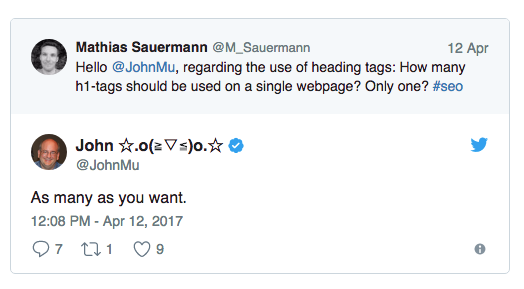 Mathias Sauermann @M_Sauermann 12 Apr
Hello @JohnMu, regarding the use of heading tags: How many
h1-tags should be used on a single webpage? Only one? #seo
John ☆.o(≧▽≦)o.☆
@JohnMu
As many as you want.
12:08 PM - Apr 12, 2017
7 1 9